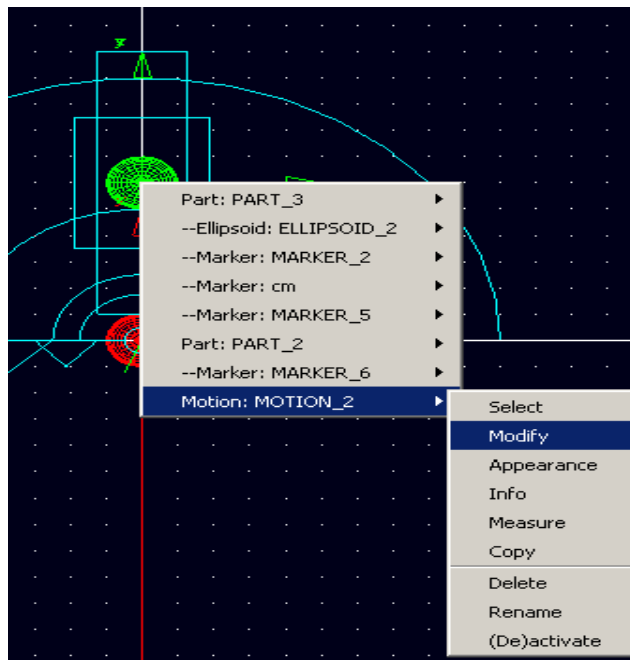 Part: PART_3
--Ellipsoid: ELLIPSOID_2
--Marker: MARKER_2
--Marker: cm
--Marker: MARKER_5
Part: PART_2
--Marker: MARKER_6
Motion: MOTION_2
Select
Modify
Appearance
Info
Measure
Copy
Delete
Rename
(De)activate